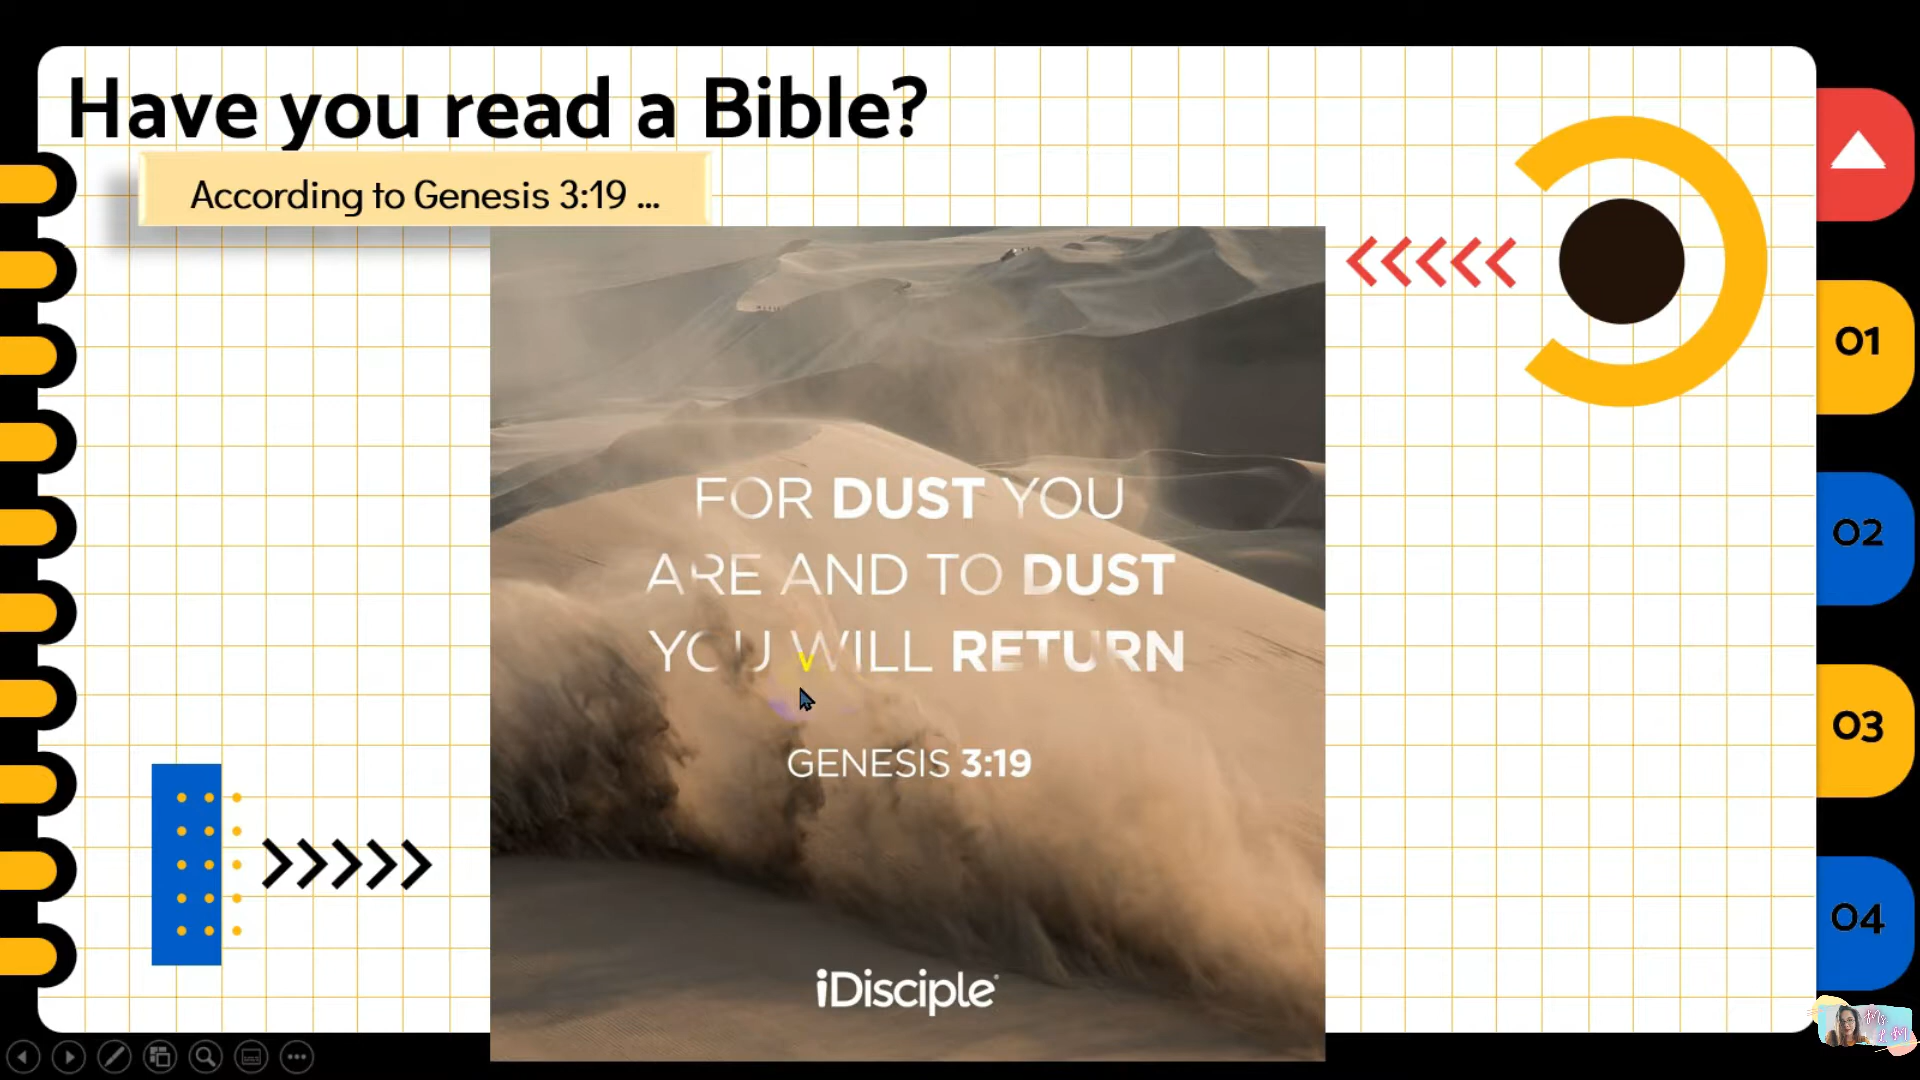 Have you read a Bible?
According to Genesis 3:19 ...
FOR DUST YOU
ARE AND TO DUST
YOU WILL RETURN
GENESIS 3:19
iDisciple
01
02
03
04